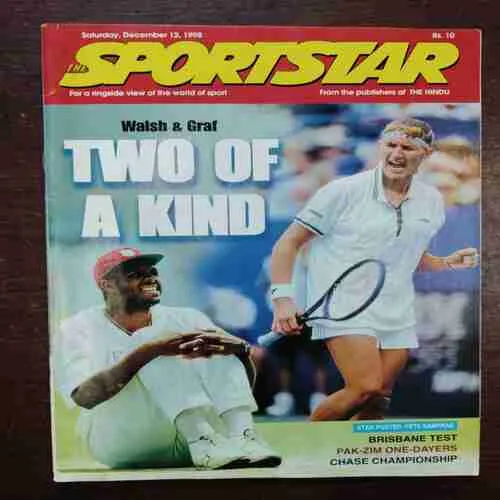 Saturday, December 12, 1998
Rs. 10
THE SPORTSTAR
For a ringside view of the world of sport
From the publishers of THE HINDU
Walsh & Graf
TWO OF
A KIND
STAR POSTER: PETE SAMPRAS
BRISBANE TEST
PAK-ZIM ONE-DAYERS
CHASE CHAMPIONSHIP